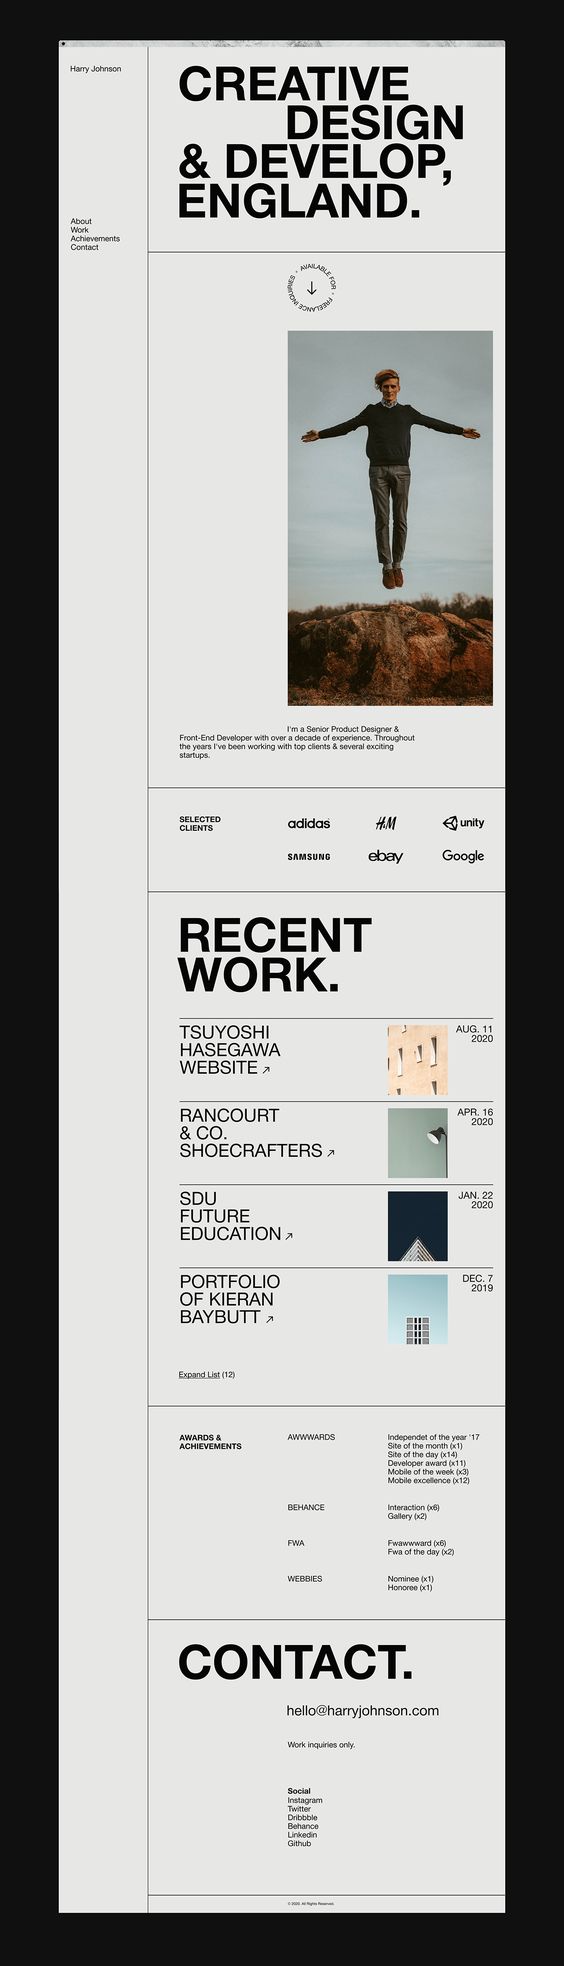 Harry Johnson
About
Work
Achievements
Contact
CREATIVE
DESIGN
& DEVELOP,
ENGLAND.
AVAILABLE FOR • FREELANCE INQUIRIES •
I'm a Senior Product Designer &
Front-End Developer with over a decade of experience. Throughout
the years I've been working with top clients & several exciting
startups.
SELECTED
CLIENTS
adidas H&M unity
SAMSUNG ebay Google
RECENT
WORK.
TSUYOSHI
HASEGAWA
WEBSITE ↗
AUG. 11
2020
RANCOURT
& CO.
SHOECRAFTERS ↗
APR. 16
2020
SDU
FUTURE
EDUCATION ↗
JAN. 22
2020
PORTFOLIO
OF KIERAN
BAYBUTT ↗
DEC. 7
2019
Expand List (12)
AWARDS &
ACHIEVEMENTS
AWWWARDS
Independet of the year '17
Site of the month (x1)
Site of the day (x14)
Developer award (x11)
Mobile of the week (x3)
Mobile excellence (x12)
BEHANCE
Interaction (x6)
Gallery (x2)
FWA
Fwawwward (x6)
Fwa of the day (x2)
WEBBIES
Nominee (x1)
Honoree (x1)
CONTACT.
hello@harryjohnson.com
Work inquiries only.
Social
Instagram
Twitter
Dribbble
Behance
Linkedin
Github
© 2020. All Rights Reserved.